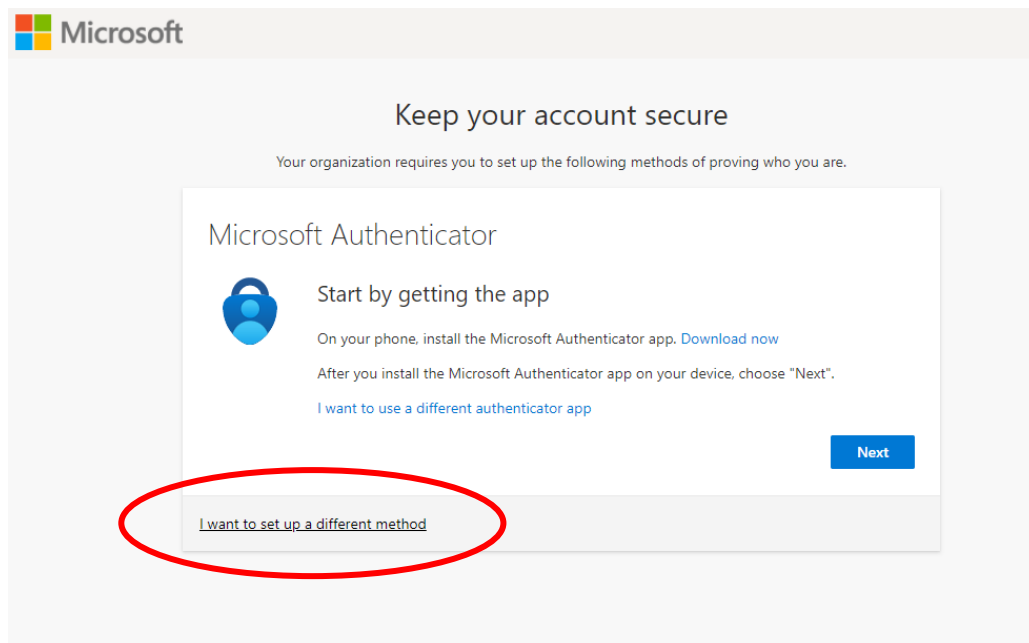 Microsoft
Keep your account secure
Your organization requires you to set up the following methods of proving who you are.
Microsoft Authenticator
Start by getting the app
On your phone, install the Microsoft Authenticator app. Download now
After you install the Microsoft Authenticator app on your device, choose "Next".
I want to use a different authenticator app
Next
I want to set up a different method